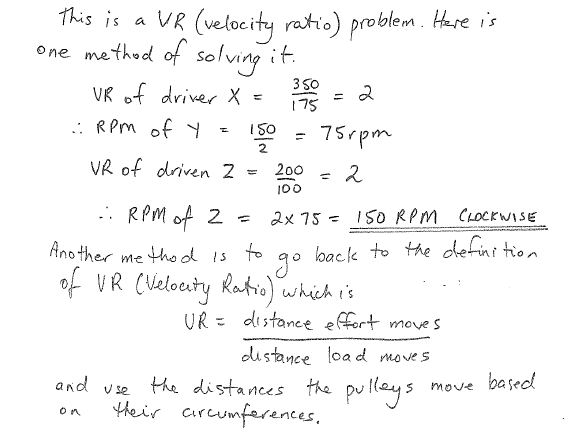 This is a VR (velocity ratio) problem. Here is
one method of solving it.
VR of driver X = 350/175 = 2
∴ RPM of Y = 150/2 = 75rpm
VR of driven Z = 200/100 = 2
∴ RPM of Z = 2x75 = 150 RPM CLOCKWISE
Another method is to go back to the definition
of VR (Velocity Ratio) which is
VR = distance effort moves
distance load moves
and use the distances the pulleys move based
on their circumferences.